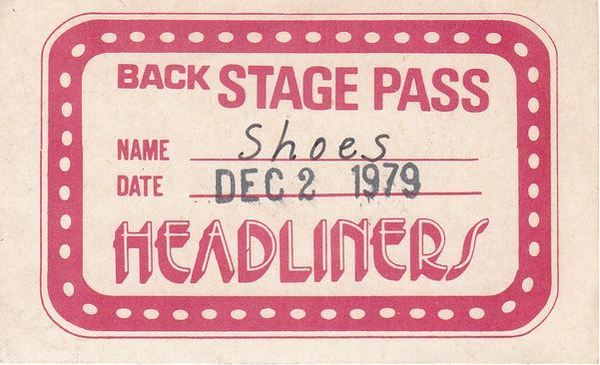 BACK STAGE PASS
NAME Shoes
DATE DEC 2 1979
HEADLINERS